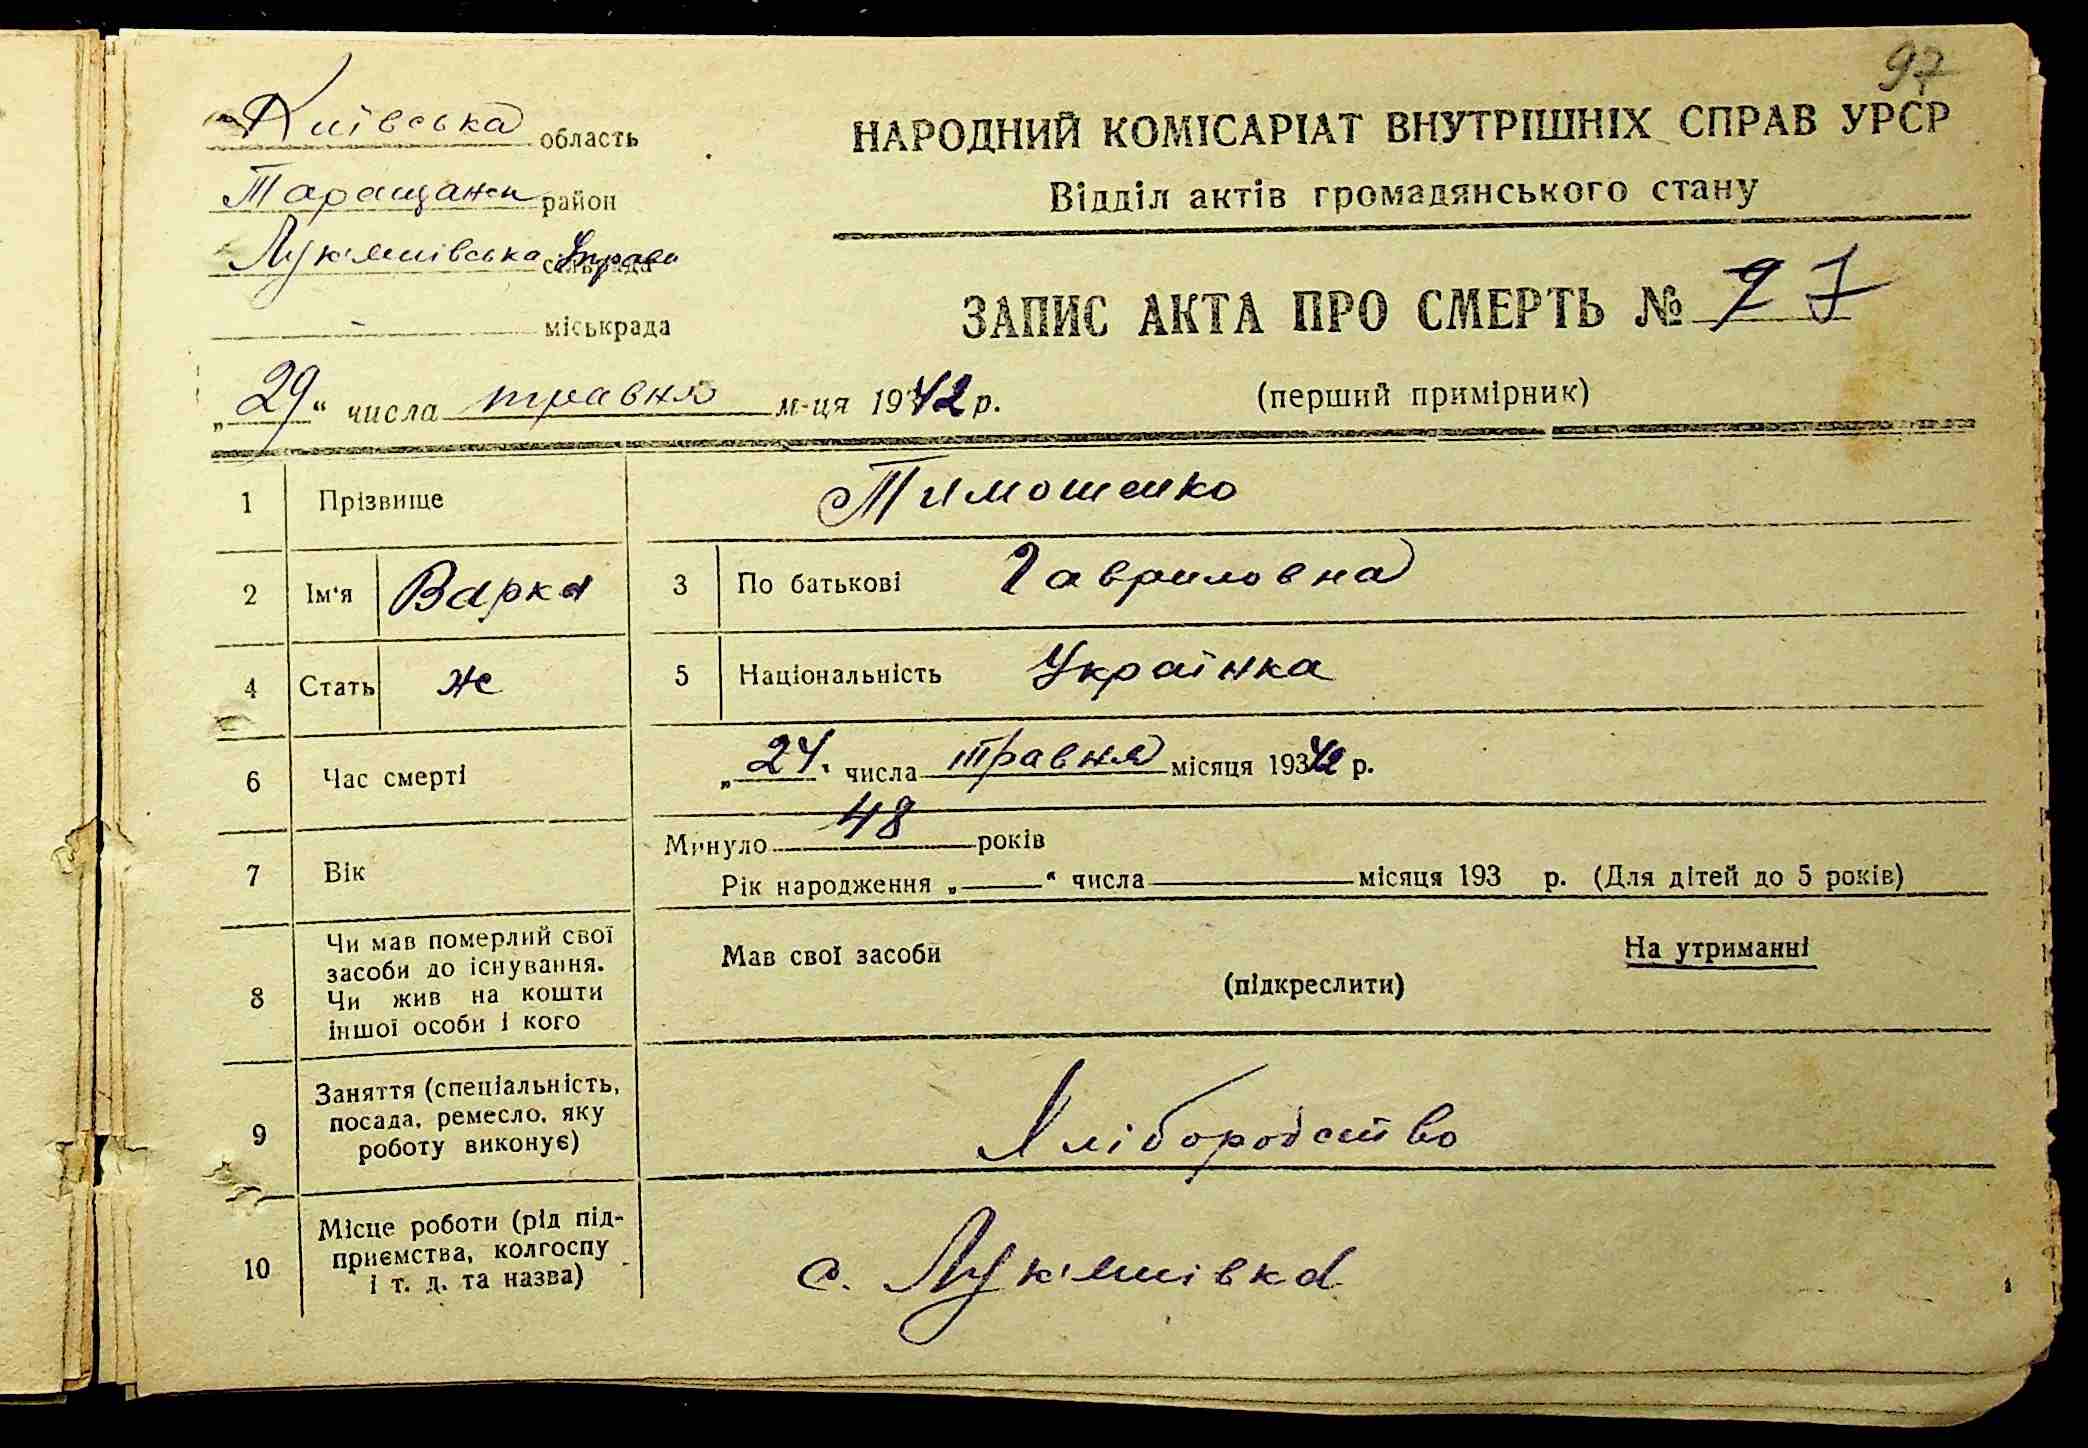 97
Київська область
Таращанськ район
Лук'янівська сільрада Управа
міськрада
НАРОДНИЙ КОМІСАРІАТ ВНУТРІШНІХ СПРАВ УРСР
Відділ актів громадянського стану
ЗАПИС АКТА ПРО СМЕРТЬ № 97
(перший примірник)
„29“ числа травня м-ця 1942 р.
1 Прізвище Тимошенко
2 Ім'я Варка 3 По батькові Гавриловна
4 Стать же 5 Національність Українка
6 Час смерті „24“ числа травня місяця 1942 р.
7 Вік Минуло 48 років
Рік народження „ “ числа місяця 193 р. (Для дітей до 5 років)
8 Чи мав померлий свої
засоби до існування.
Чи жив на кошти
іншої особи і кого
Мав свої засоби На утриманні
(підкреслити)
9 Заняття (спеціальність,
посада, ремесло, яку
роботу виконує)
Хліборобство
10 Місце роботи (рід під-
приємства, колгоспу
і т. д. та назва)
с. Лук'янівка